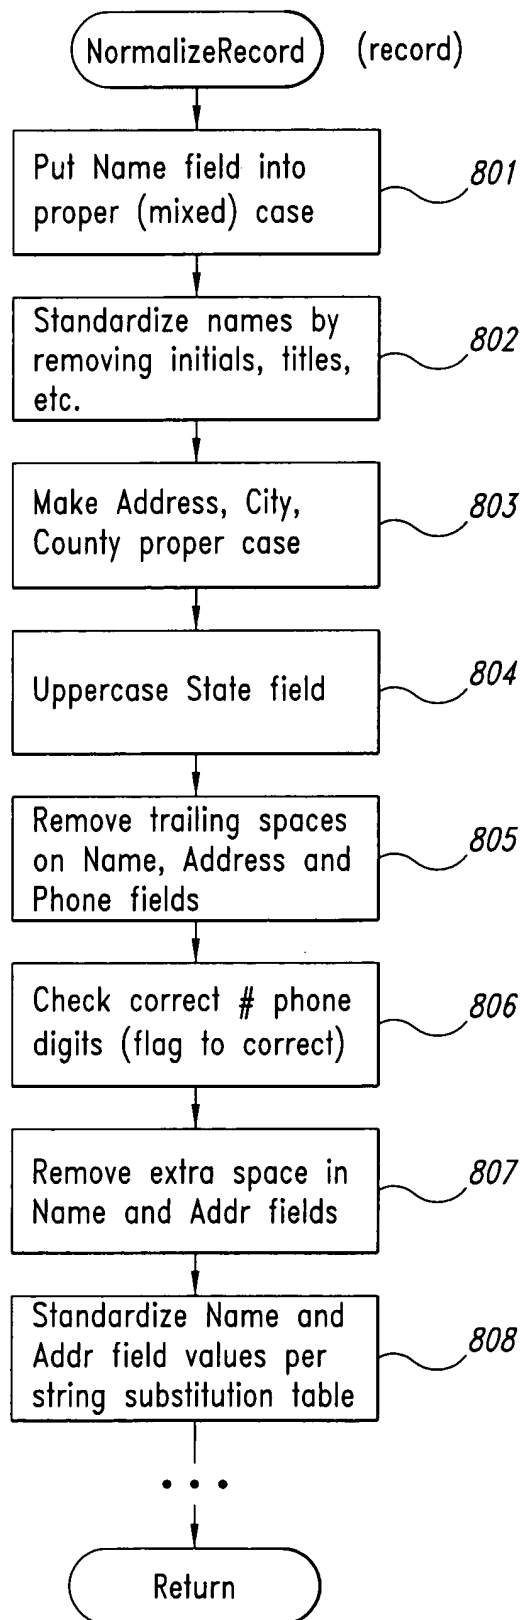 NormalizeRecord (record)
Put Name field into
proper (mixed) case
801
Standardize names by
removing initials, titles,
etc.
802
Make Address, City,
County proper case
803
Uppercase State field
804
Remove trailing spaces
on Name, Address and
Phone fields
805
Check correct # phone
digits (flag to correct)
806
Remove extra space in
Name and Addr fields
807
Standardize Name and
Addr field values per
string substitution table
808
• • •
Return